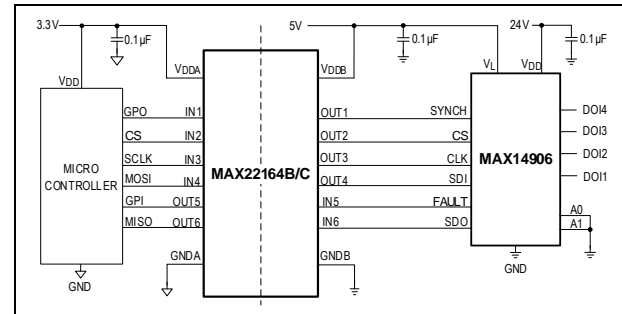 3.3V 5V 24V
0.1µF 0.1µF 0.1µF
VDD VDDA VDDB VL VDD
GPO IN1 OUT1 SYNCH DOI4
CS IN2 OUT2 CS DOI3
SCLK IN3 OUT3 CLK DOI2
MICRO CONTROLLER MAX22164B/C MAX14906
MOSI IN4 OUT4 SDI DOI1
GPI OUT5 IN5 FAULT A0
MISO OUT6 IN6 SDO A1
GNDA GNDB
GND GND